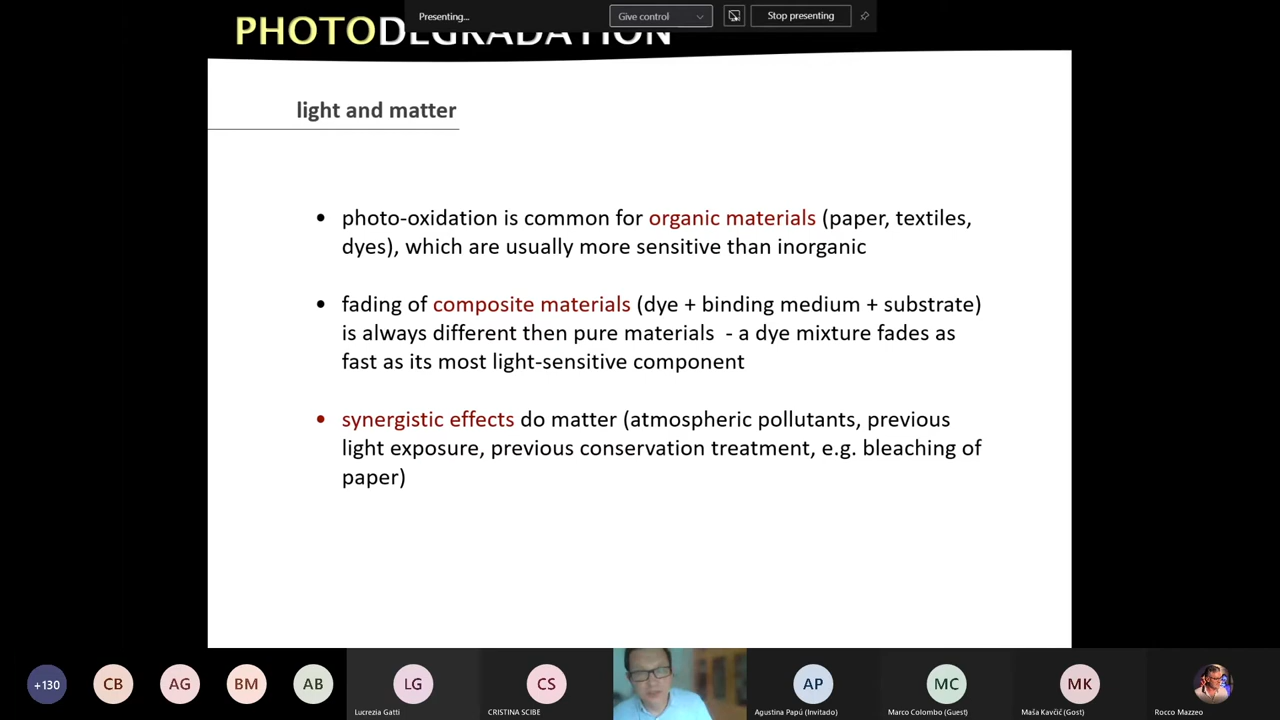 Presenting...
Give control
Stop presenting
PHOTODEGRADATION
light and matter
• photo-oxidation is common for organic materials (paper, textiles,
dyes), which are usually more sensitive than inorganic
• fading of composite materials (dye + binding medium + substrate)
is always different then pure materials - a dye mixture fades as
fast as its most light-sensitive component
• synergistic effects do matter (atmospheric pollutants, previous
light exposure, previous conservation treatment, e.g. bleaching of
paper)
+130
CB
AG
BM
AB
LG
CS
AP
MC
MK
Lucrezia Gatti
CRISTINA SCIBE
Agustina Papú (Invitado)
Marco Colombo (Guest)
Maša Kavčič (Gost)
Rocco Mazzeo